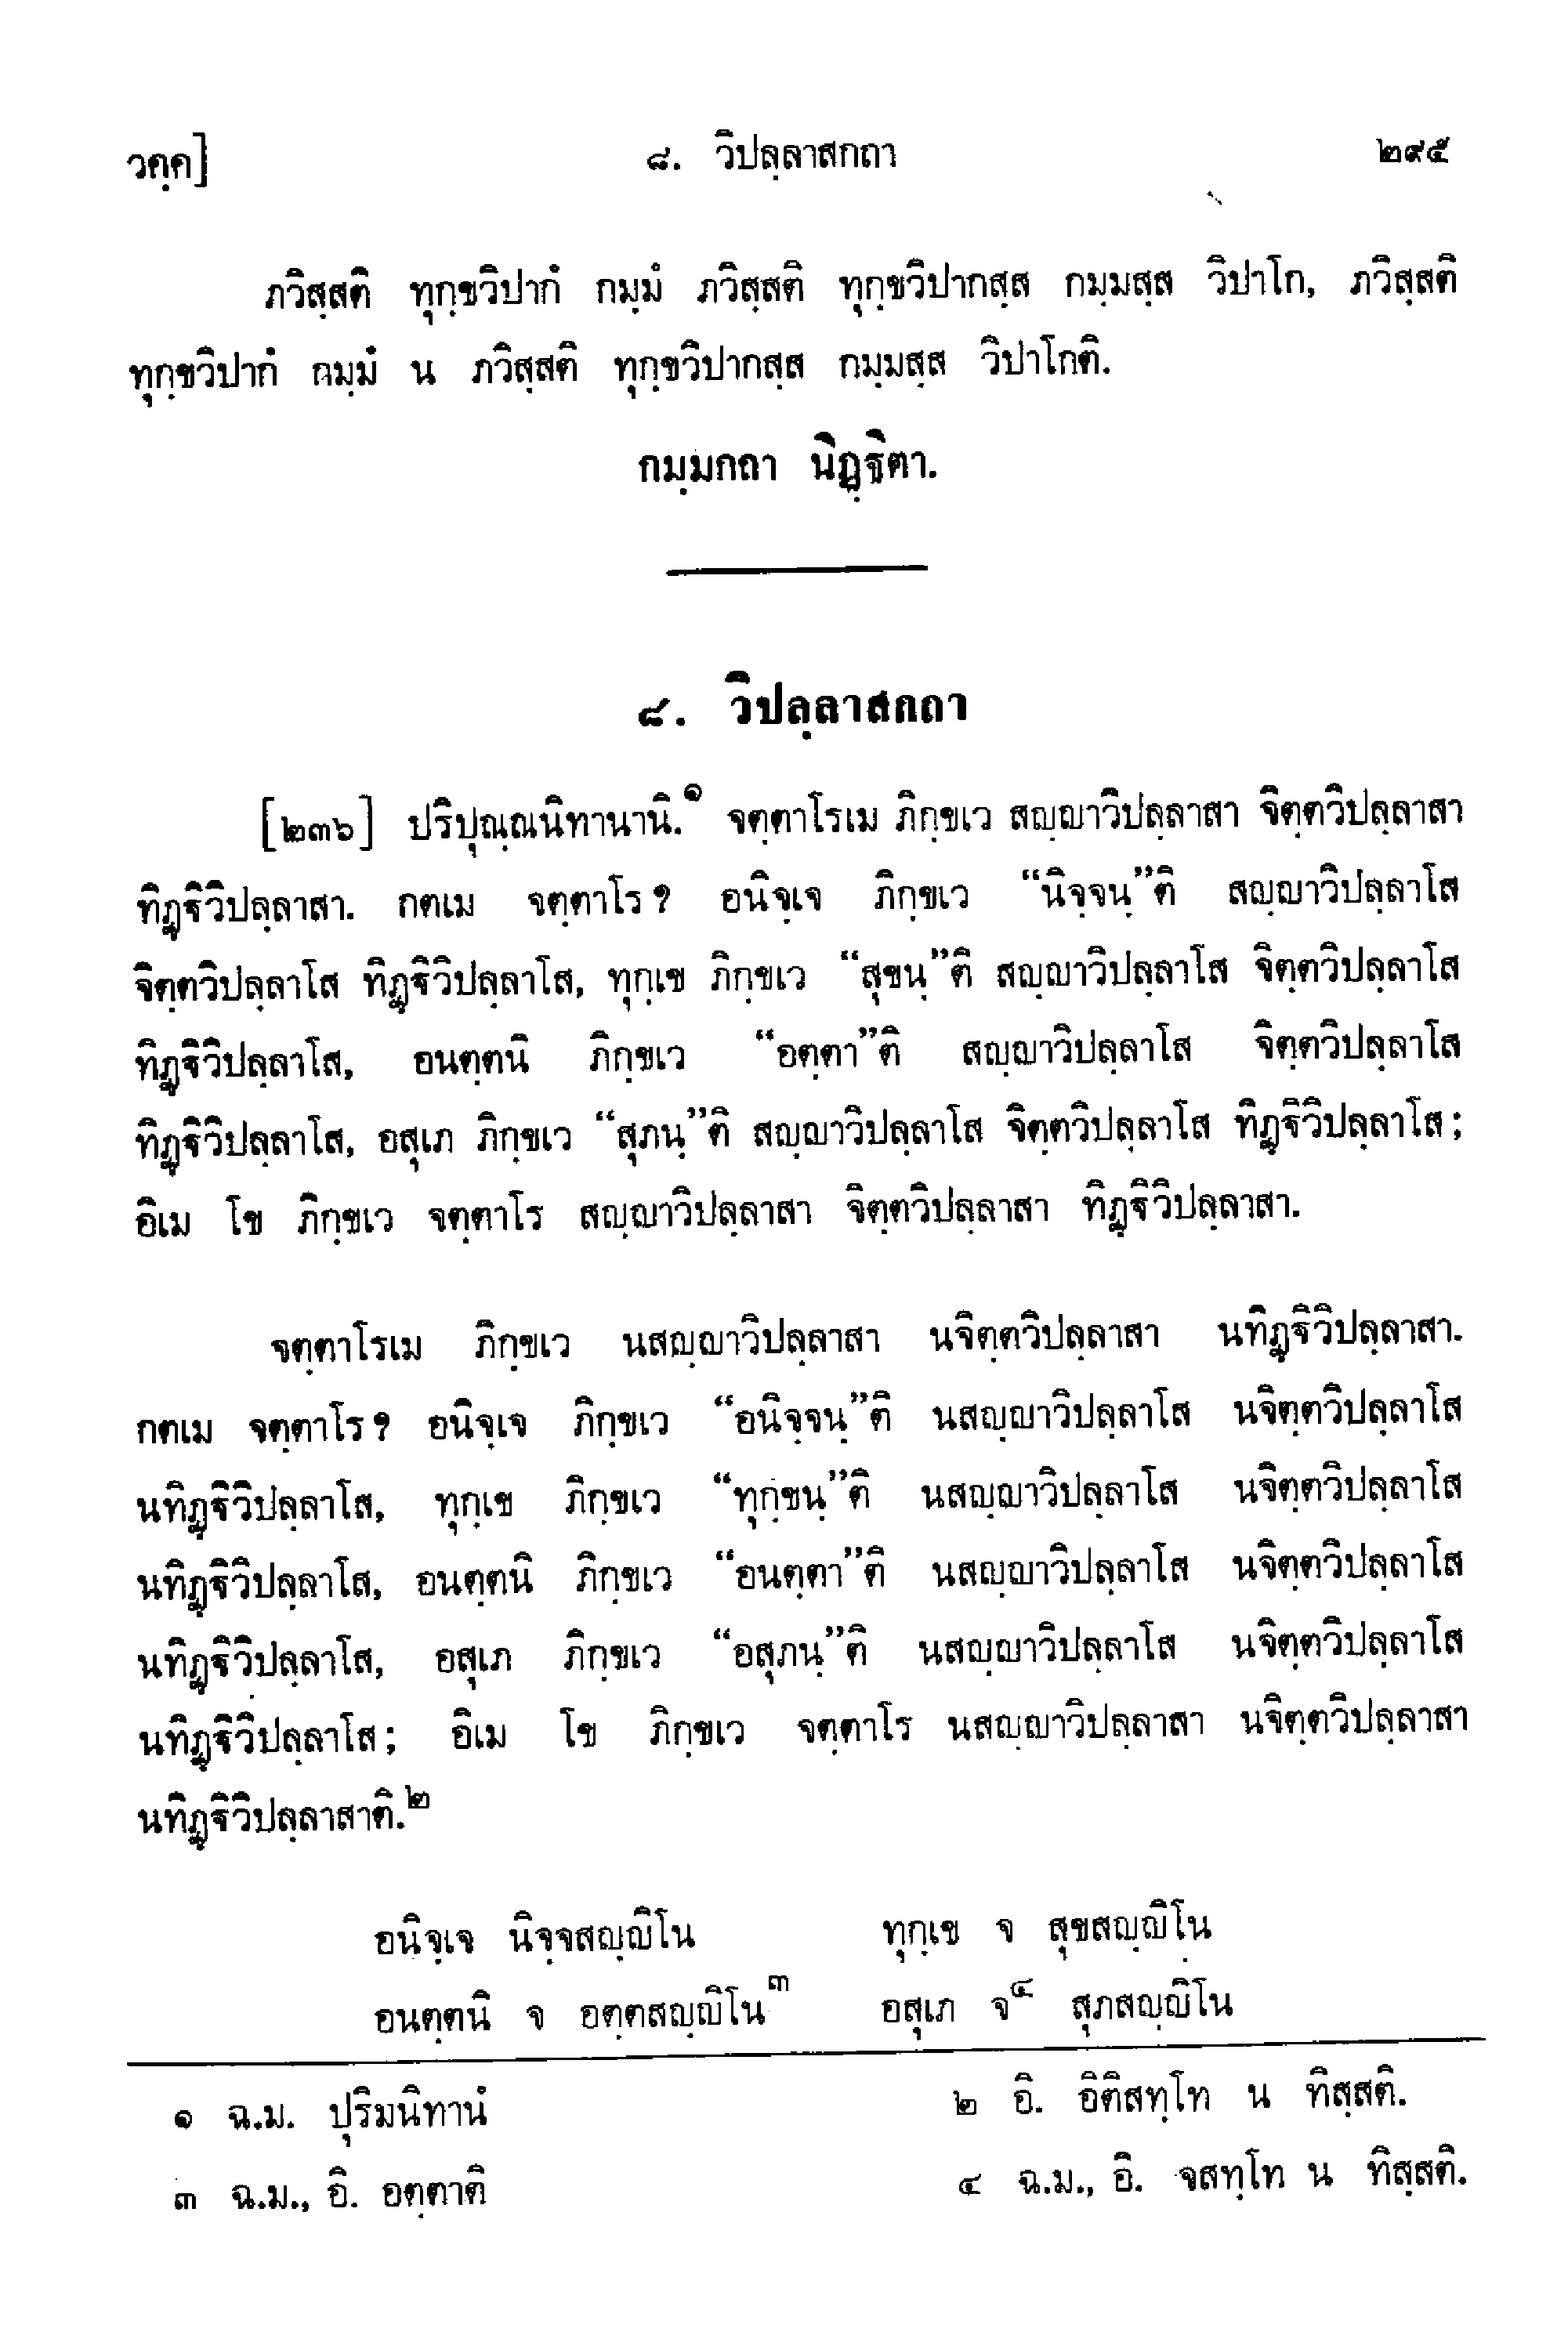 วคฺค]
๘. วิปลฺลาสกถา
๒๙๕
ภวิสฺสติ ทุกฺขวิปากํ กมฺมํ ภวิสฺสติ ทุกฺขวิปากสฺส กมฺมสฺส วิปาโก, ภวิสฺสติ
ทุกฺขวิปากํ กมฺมํ น ภวิสฺสติ ทุกฺขวิปากสฺส กมฺมสฺส วิปาโกติ.
กมฺมกถา นิฏฺฐิตา.
๘. วิปลฺลาสกถา
[๒๓๖] ปริปุณฺณนิทานานิ.๑ จตฺตาโรเม ภิกฺขเว สญฺญาวิปลฺลาสา จิตฺตวิปลฺลาสา
ทิฏฺฐิวิปลฺลาสา. กตเม จตฺตาโร ? อนิจฺเจ ภิกฺขเว “นิจฺจนฺ”ติ สญฺญาวิปลฺลาโส
จิตฺตวิปลฺลาโส ทิฏฺฐิวิปลฺลาโส, ทุกฺเข ภิกฺขเว “สุขนฺ”ติ สญฺญาวิปลฺลาโส จิตฺตวิปลฺลาโส
ทิฏฺฐิวิปลฺลาโส, อนตฺตนิ ภิกฺขเว “อตฺตา”ติ สญฺญาวิปลฺลาโส จิตฺตวิปลฺลาโส
ทิฏฺฐิวิปลฺลาโส, อสุเภ ภิกฺขเว “สุภนฺ”ติ สญฺญาวิปลฺลาโส จิตฺตวิปลฺลาโส ทิฏฺฐิวิปลฺลาโส ;
อิเม โข ภิกฺขเว จตฺตาโร สญฺญาวิปลฺลาสา จิตฺตวิปลฺลาสา ทิฏฺฐิวิปลฺลาสา.
จตฺตาโรเม ภิกฺขเว นสญฺญาวิปลฺลาสา นจิตฺตวิปลฺลาสา นทิฏฺฐิวิปลฺลาสา.
กตเม จตฺตาโร ? อนิจฺเจ ภิกฺขเว “อนิจฺจนฺ”ติ นสญฺญาวิปลฺลาโส นจิตฺตวิปลฺลาโส
นทิฏฺฐิวิปลฺลาโส, ทุกฺเข ภิกฺขเว “ทุกฺขนฺ”ติ นสญฺญาวิปลฺลาโส นจิตฺตวิปลฺลาโส
นทิฏฺฐิวิปลฺลาโส, อนตฺตนิ ภิกฺขเว “อนตฺตา”ติ นสญฺญาวิปลฺลาโส นจิตฺตวิปลฺลาโส
นทิฏฺฐิวิปลฺลาโส, อสุเภ ภิกฺขเว “อสุภนฺ”ติ นสญฺญาวิปลฺลาโส นจิตฺตวิปลฺลาโส
นทิฏฺฐิวิปลฺลาโส ; อิเม โข ภิกฺขเว จตฺตาโร นสญฺญาวิปลฺลาสา นจิตฺตวิปลฺลาสา
นทิฏฺฐิวิปลฺลาสาติ.๒
อนิจฺเจ นิจฺจสญฺญิโน ทุกฺเข จ สุขสญฺญิโน
อนตฺตนิ จ อตฺตสญฺญิโน๓ อสุเภ จ๔ สุภสญฺญิโน
๑ ฉ.ม. ปุริมนิทานํ ๒ อิ. อิติสทฺโท น ทิสฺสติ.
๓ ฉ.ม., อิ. อตฺตาติ ๔ ฉ.ม., อิ. จสทฺโท น ทิสฺสติ.